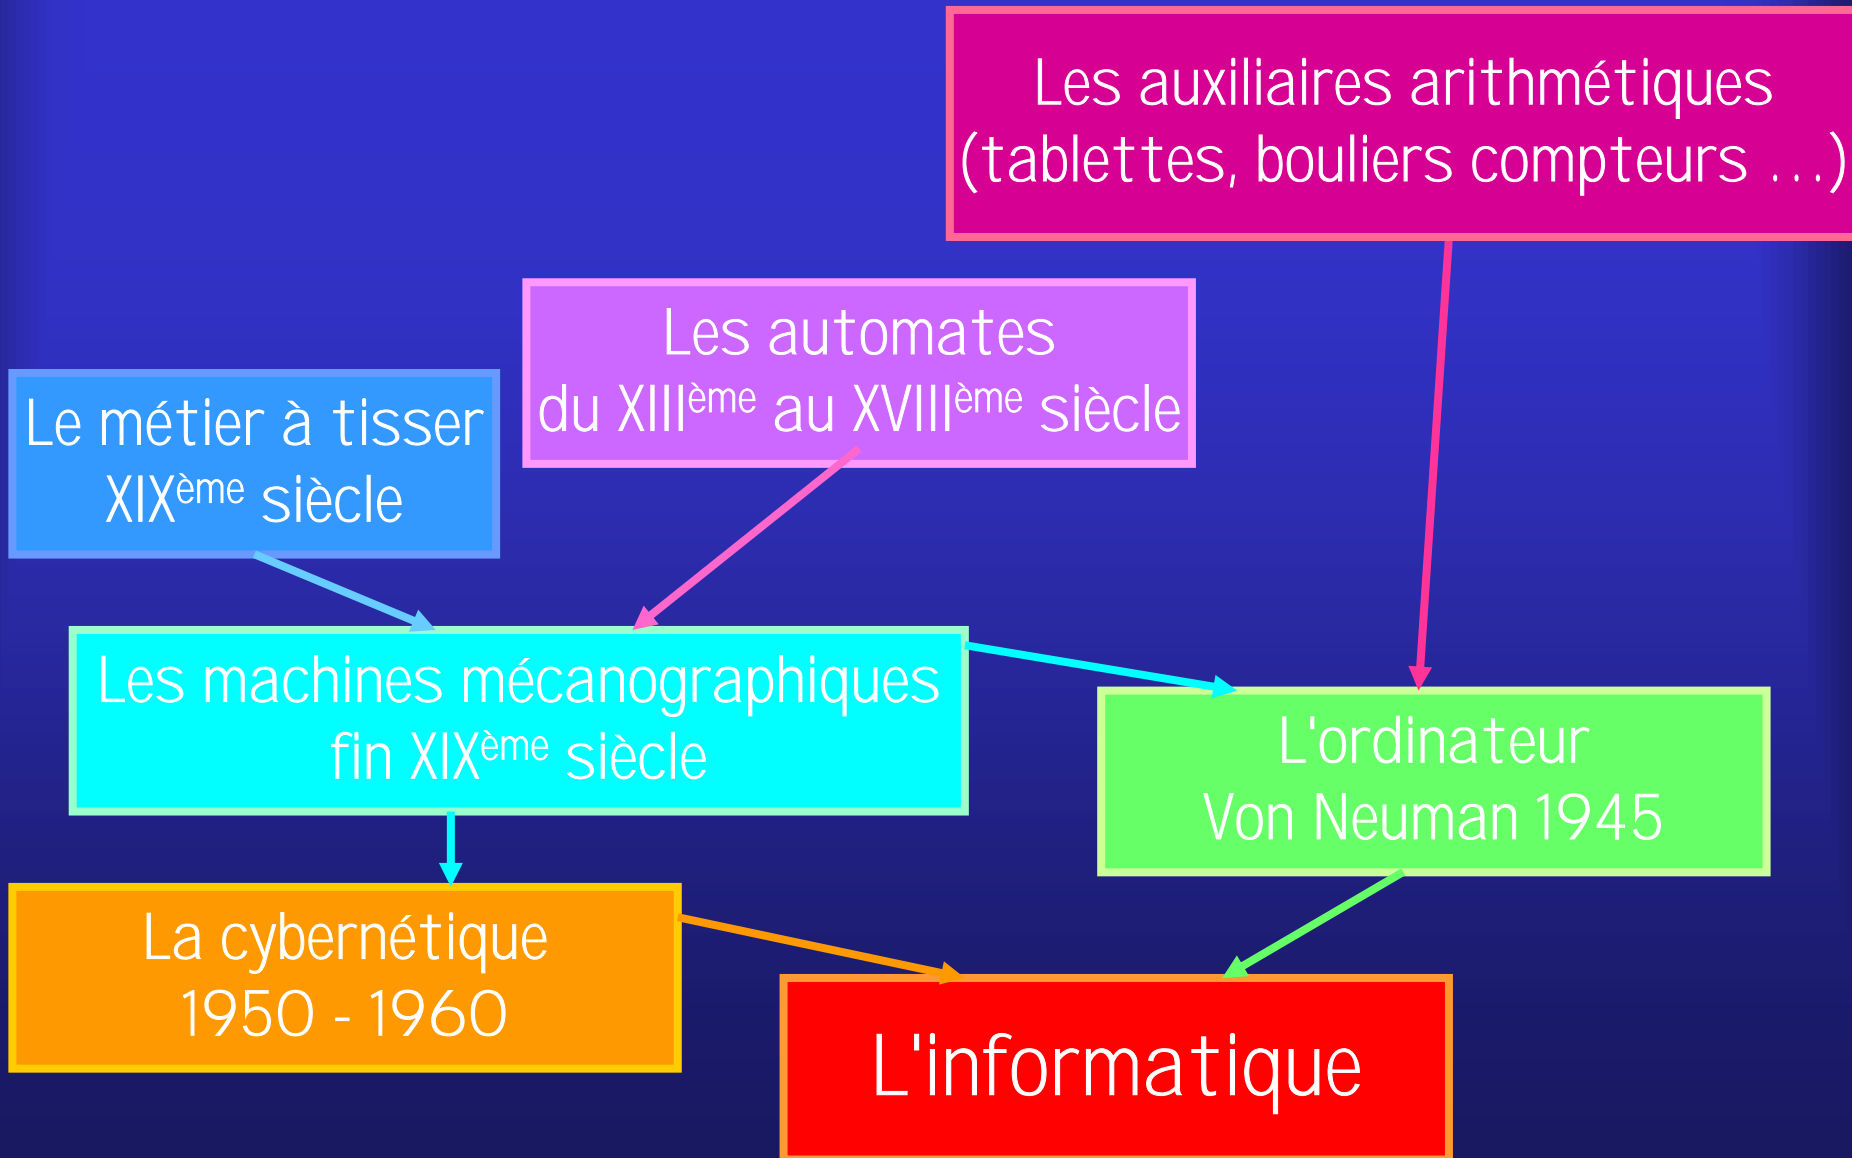 Les auxiliaires arithmétiques
(tablettes, bouliers compteurs …)
Les automates
du XIIIème au XVIIIème siècle
Le métier à tisser
XIXème siècle
Les machines mécanographiques
fin XIXème siècle
L'ordinateur
Von Neuman 1945
La cybernétique
1950 - 1960
L'informatique